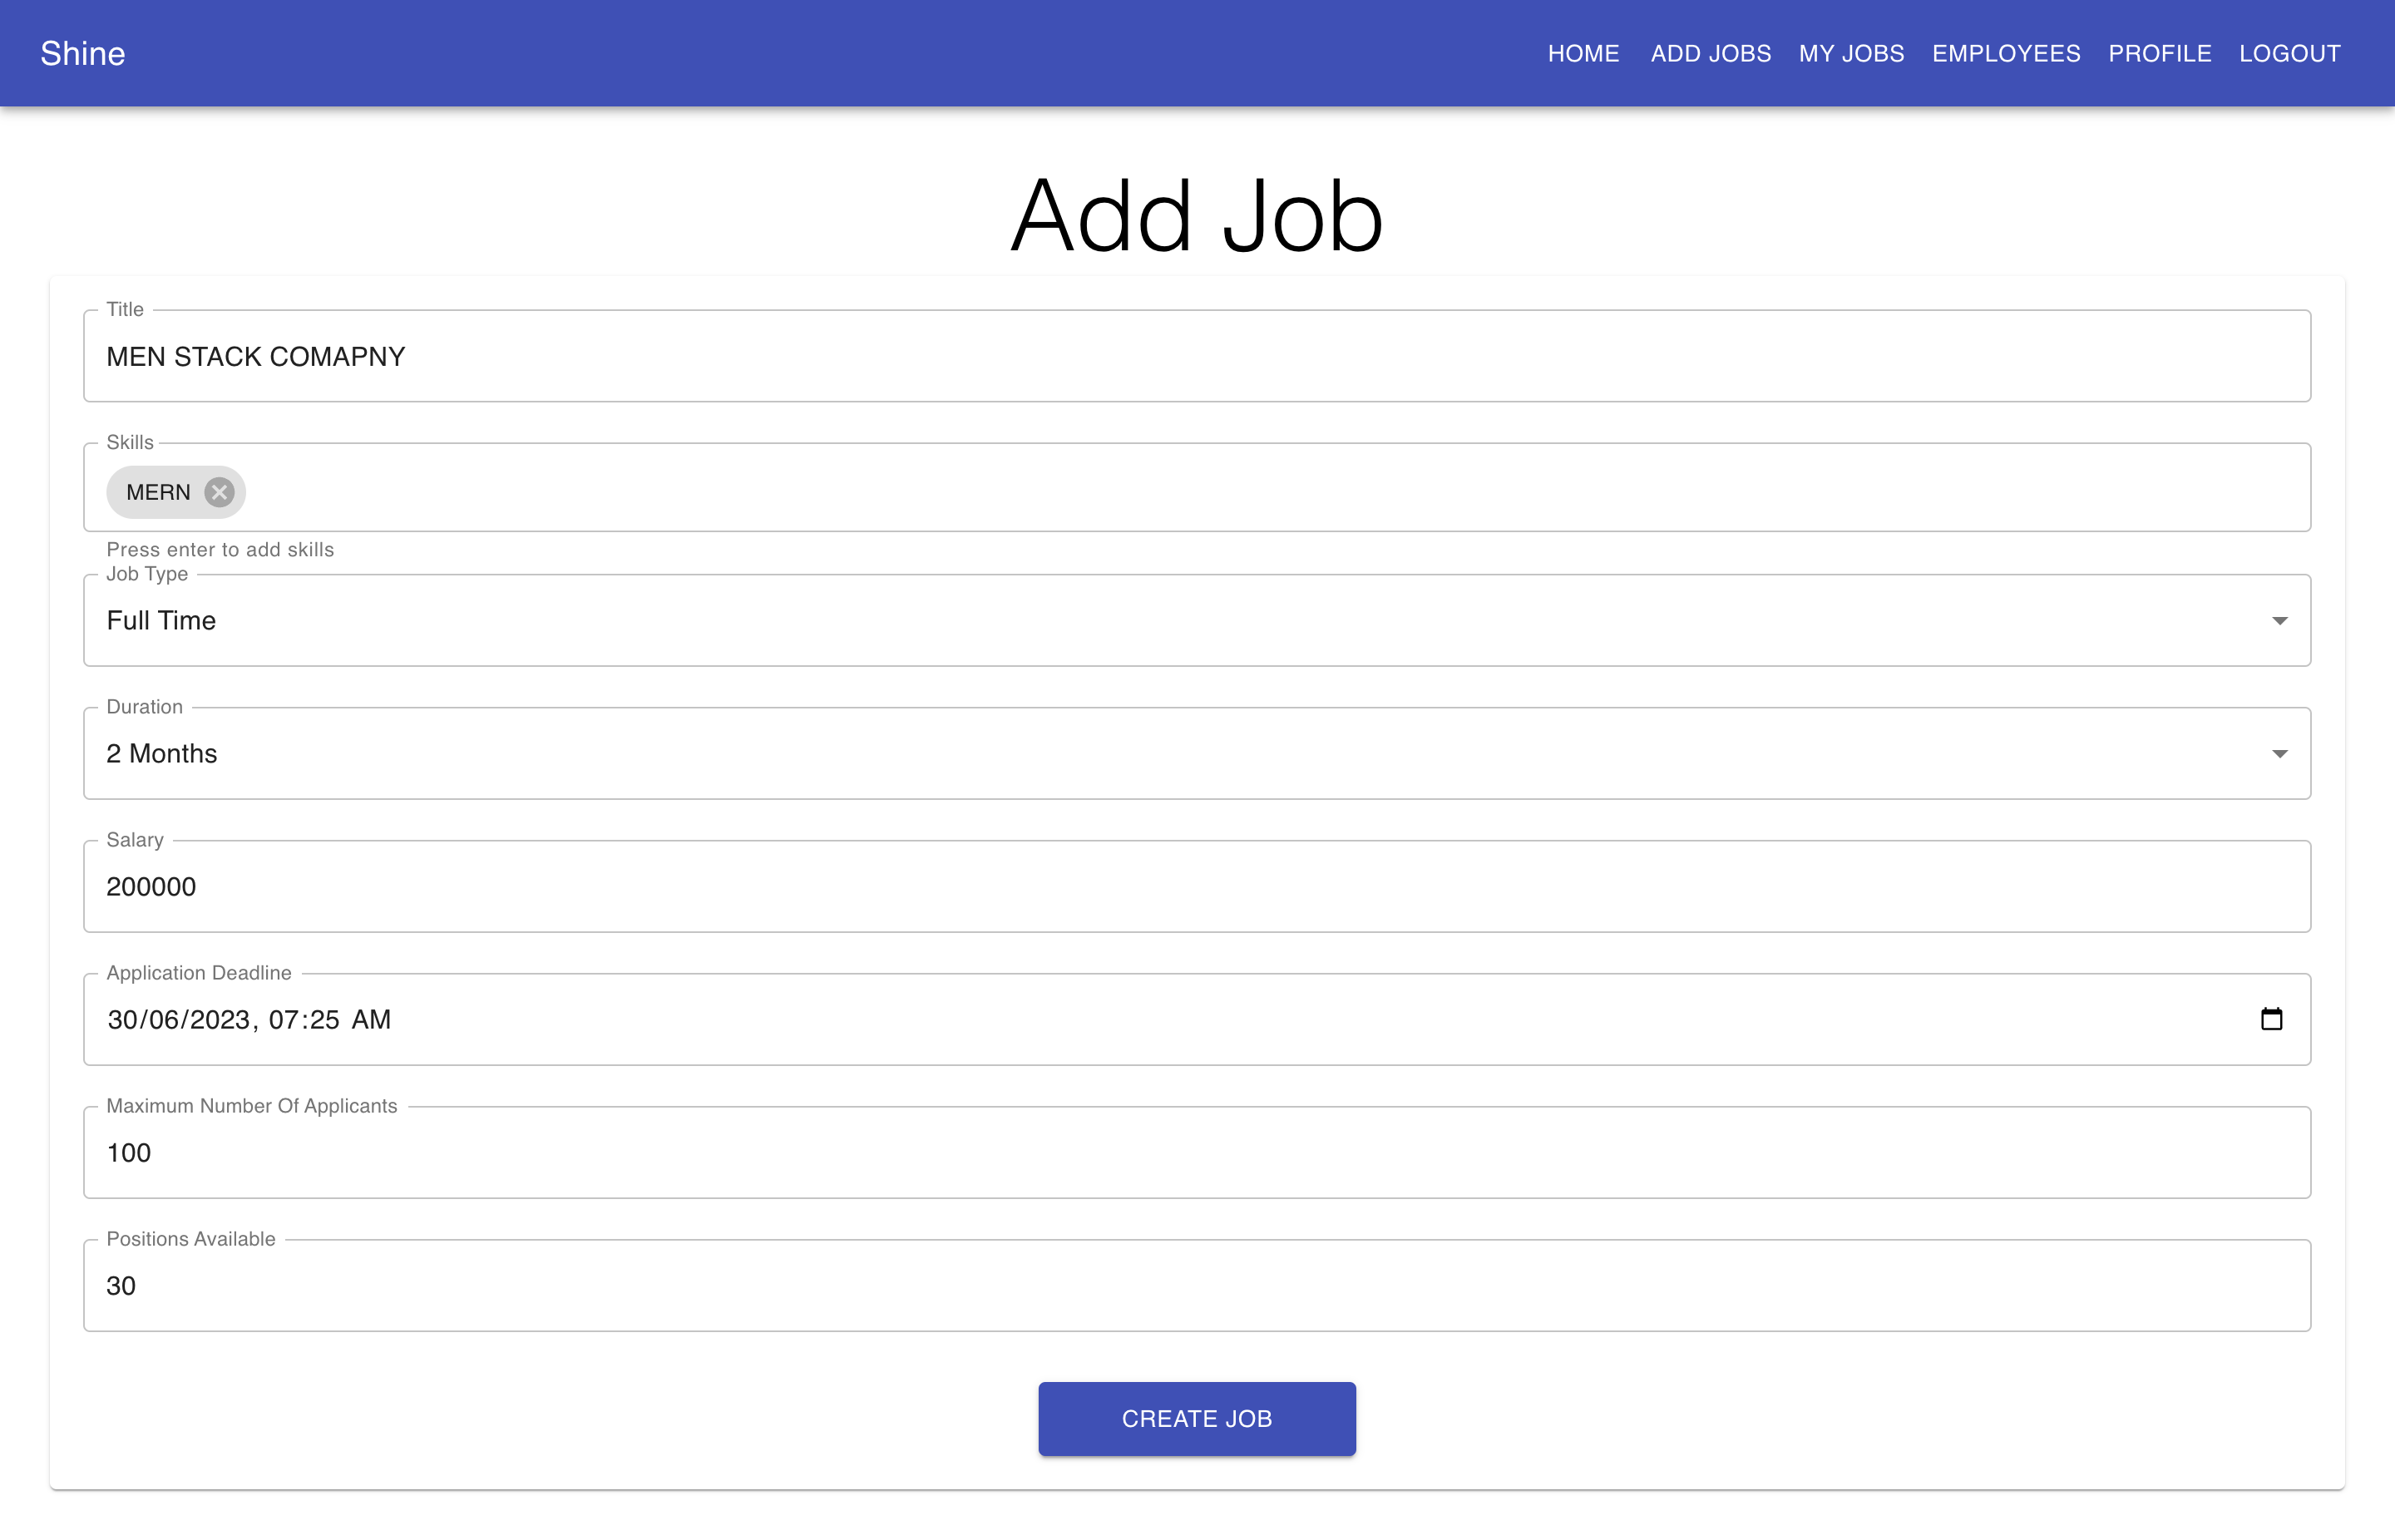 Shine
HOME ADD JOBS MY JOBS EMPLOYEES PROFILE LOGOUT
Add Job
Title
MEN STACK COMAPNY
Skills
MERN
Press enter to add skills
Job Type
Full Time
Duration
2 Months
Salary
200000
Application Deadline
30/06/2023, 07:25 AM
Maximum Number Of Applicants
100
Positions Available
30
CREATE JOB